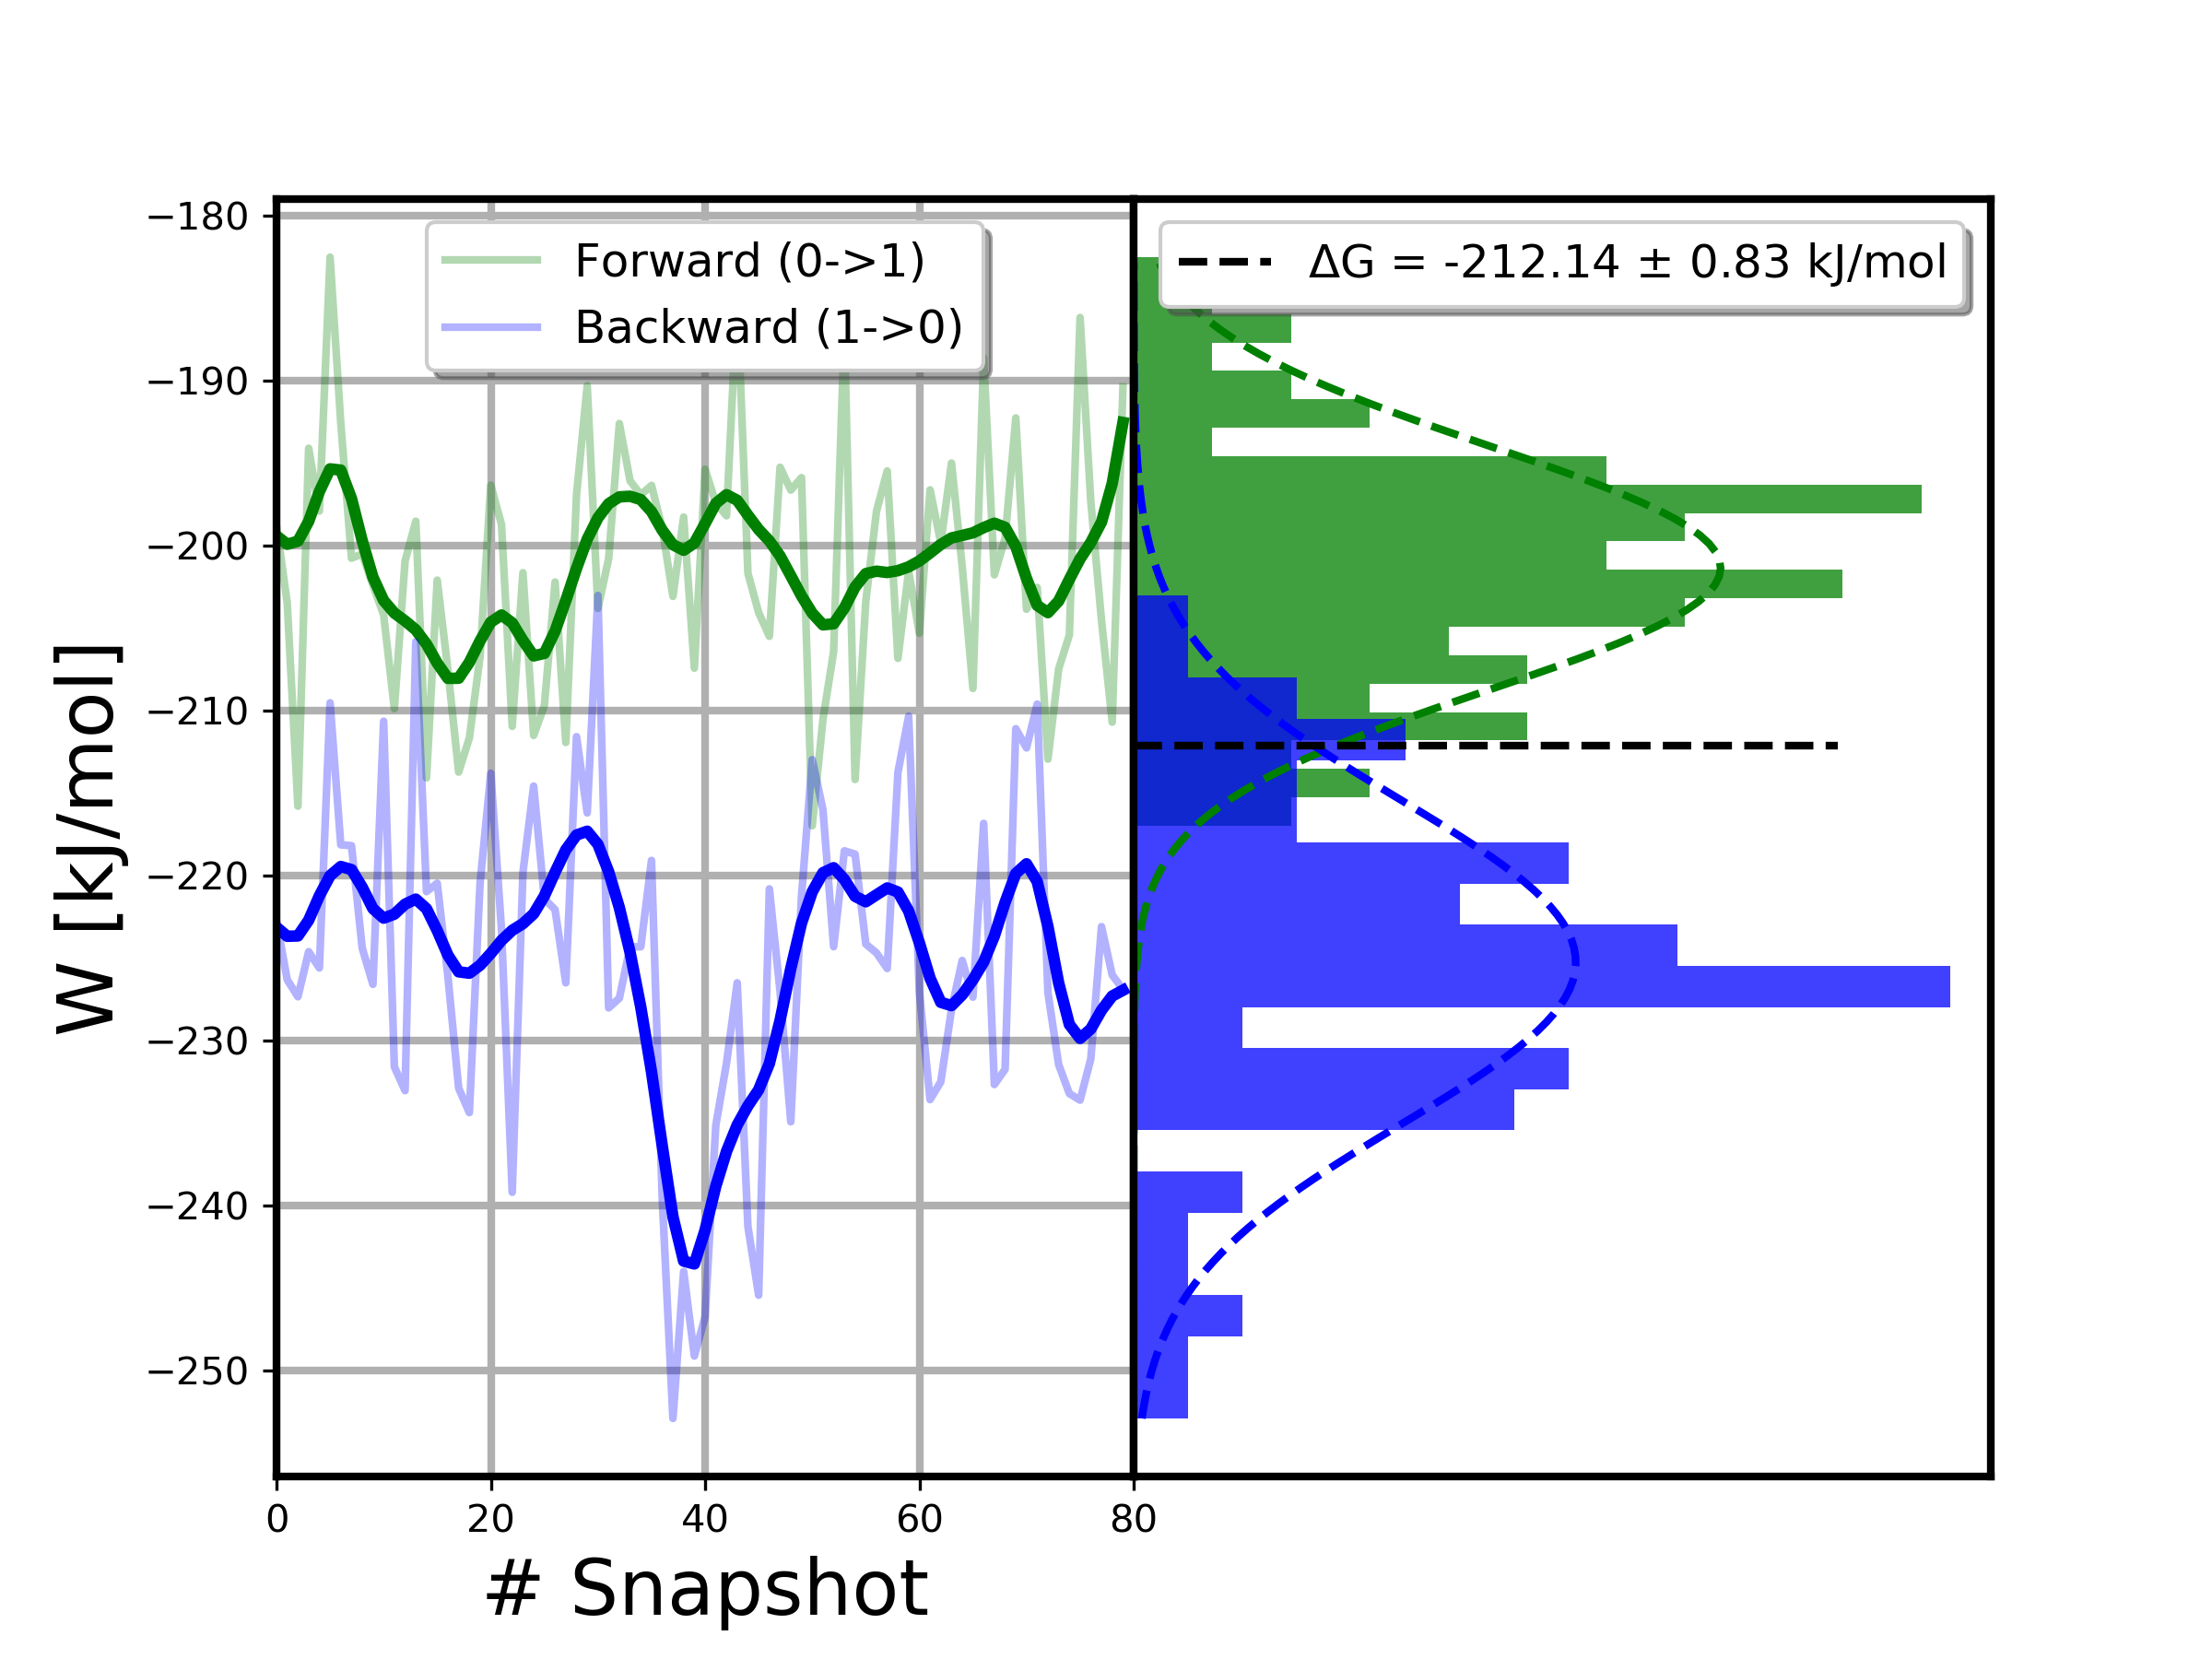 −180
−190
−200
−210
−220
−230
−240
−250
W [kJ/mol]
Forward (0->1)
Backward (1->0)
ΔG = -212.14 ± 0.83 kJ/mol
0 20 40 60 80
# Snapshot